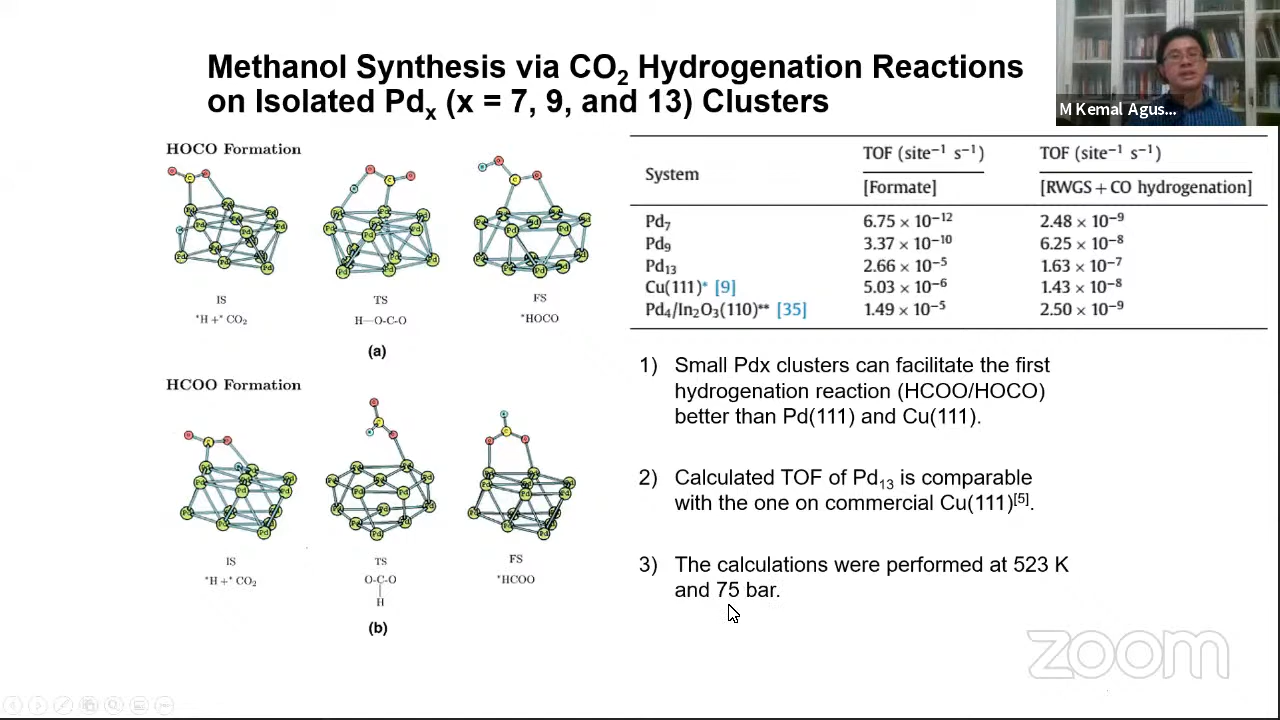 Methanol Synthesis via CO₂ Hydrogenation Reactions
on Isolated Pdₓ (x = 7, 9, and 13) Clusters
M Kemal Agus...
HOCO Formation
IS
*H +* CO₂
TS
H—O-C-O
FS
*HOCO
(a)
HCOO Formation
IS
*H +* CO₂
TS
O-C-O
H
FS
*HCOO
(b)
System
TOF (site⁻¹ s⁻¹)
TOF (site⁻¹ s⁻¹)
[Formate]
[RWGS + CO hydrogenation]
Pd₇ 6.75 × 10⁻¹² 2.48 × 10⁻⁹
Pd₉ 3.37 × 10⁻¹⁰ 6.25 × 10⁻⁸
Pd₁₃ 2.66 × 10⁻⁵ 1.63 × 10⁻⁷
Cu(111)* [9] 5.03 × 10⁻⁶ 1.43 × 10⁻⁸
Pd₄/In₂O₃(110)** [35] 1.49 × 10⁻⁵ 2.50 × 10⁻⁹
1) Small Pdx clusters can facilitate the first
hydrogenation reaction (HCOO/HOCO)
better than Pd(111) and Cu(111).
2) Calculated TOF of Pd₁₃ is comparable
with the one on commercial Cu(111)[5].
3) The calculations were performed at 523 K
and 75 bar.
zoom